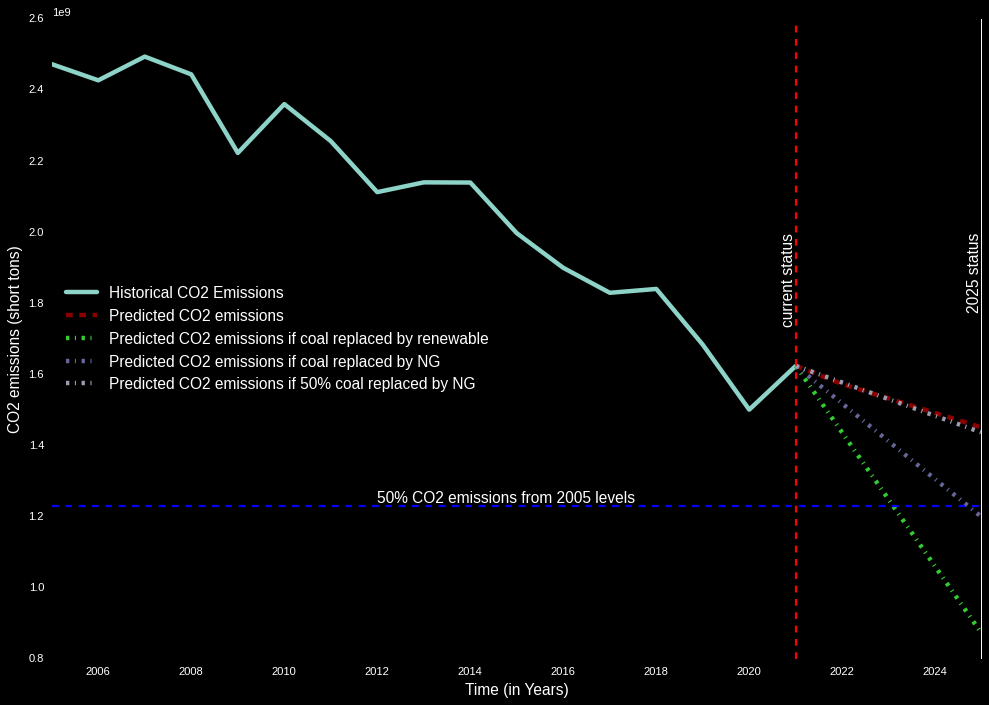 1e9
2.6
2.4
2.2
2.0
1.8
1.6
1.4
1.2
1.0
0.8
CO2 emissions (short tons)
current status
2025 status
Historical CO2 Emissions
Predicted CO2 emissions
Predicted CO2 emissions if coal replaced by renewable
Predicted CO2 emissions if coal replaced by NG
Predicted CO2 emissions if 50% coal replaced by NG
50% CO2 emissions from 2005 levels
2006 2008 2010 2012 2014 2016 2018 2020 2022 2024
Time (in Years)